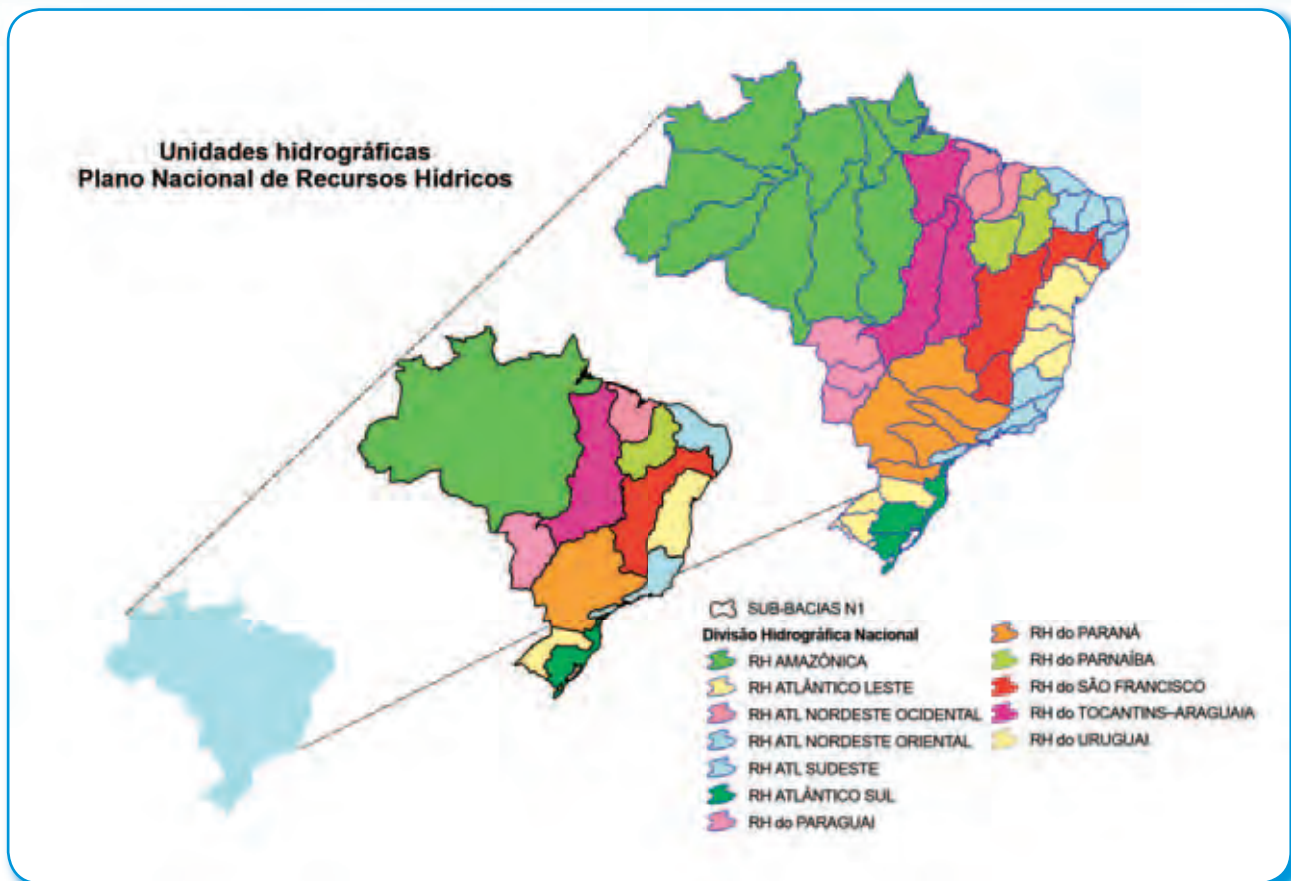 Unidades hidrográficas
Plano Nacional de Recursos Hídricos
SUB-BACIAS N1
Divisão Hidrográfica Nacional
RH AMAZÔNICA
RH ATLÂNTICO LESTE
RH ATL NORDESTE OCIDENTAL
RH ATL NORDESTE ORIENTAL
RH ATL SUDESTE
RH ATLÂNTICO SUL
RH do PARAGUAI
RH do PARANÁ
RH do PARNAÍBA
RH do SÃO FRANCISCO
RH do TOCANTINS–ARAGUAIA
RH do URUGUAI